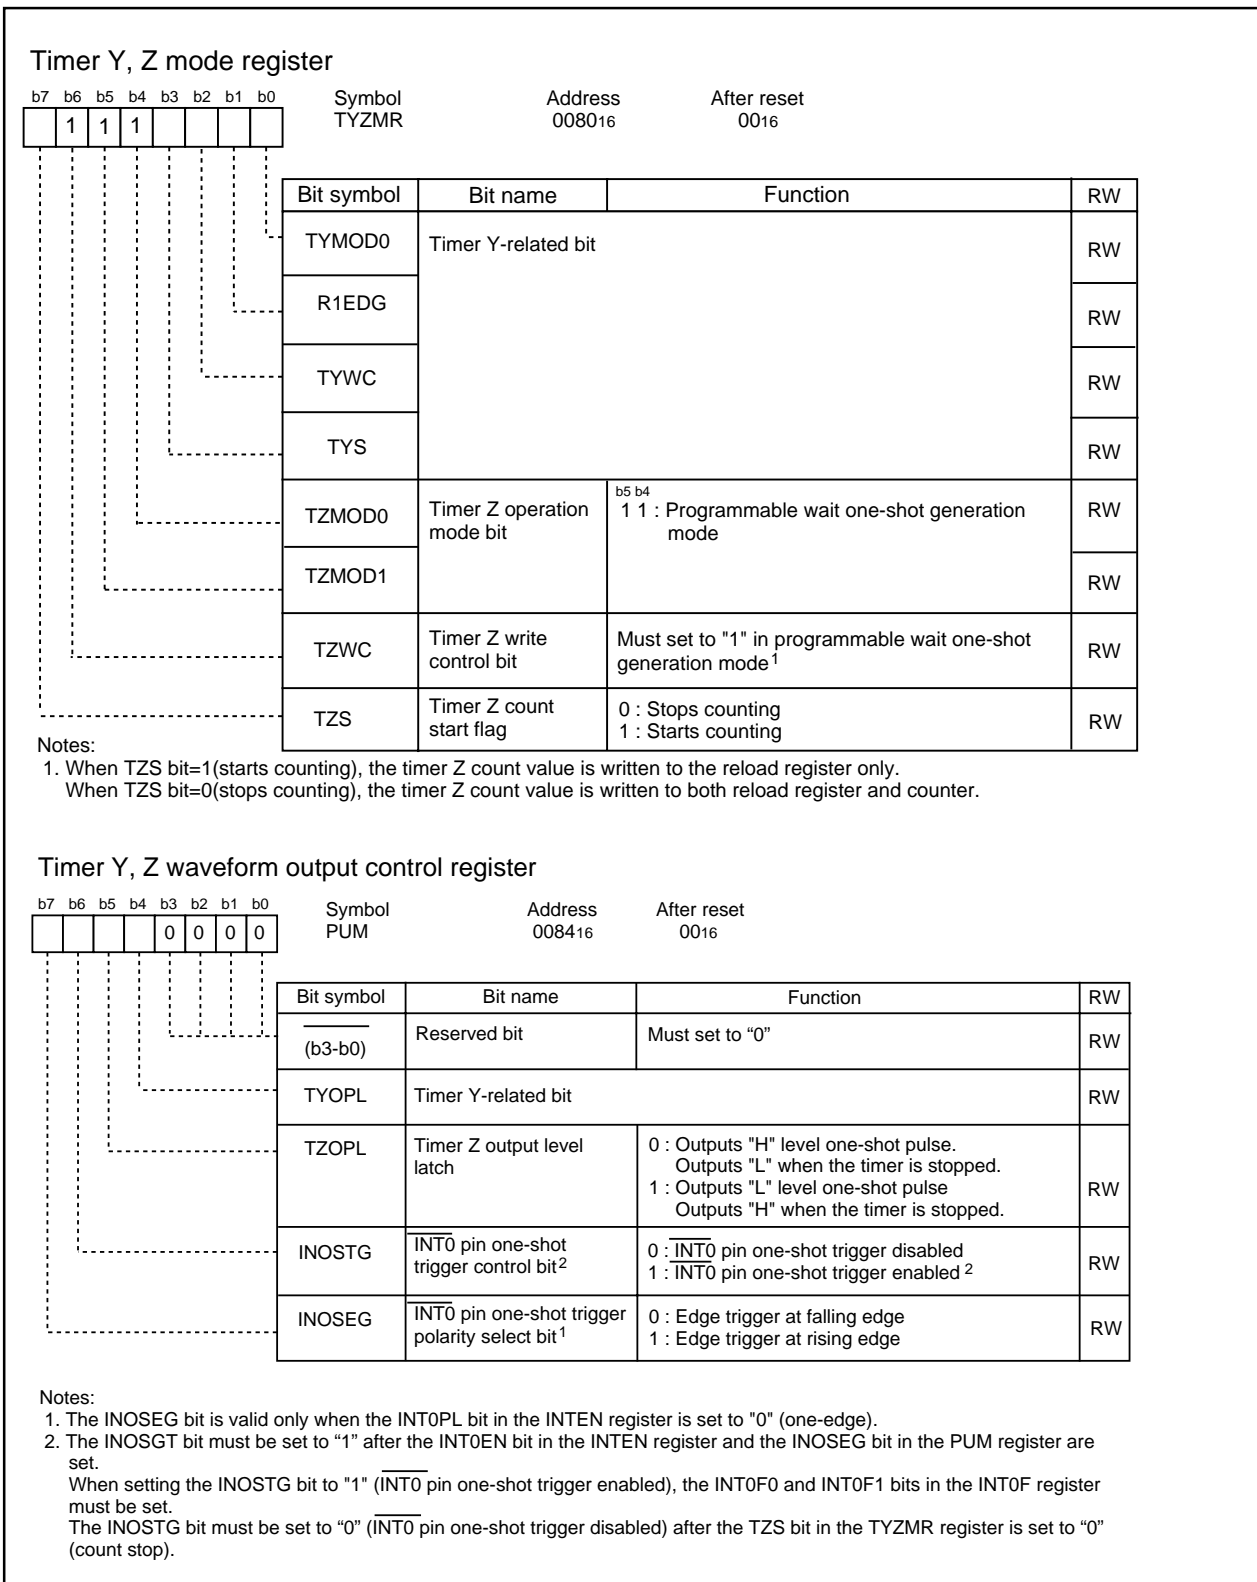 Timer Y, Z mode register
b7 b6 b5 b4 b3 b2 b1 b0
Symbol Address After reset
1 1 1
TYZMR 008016 0016
Bit symbol Bit name Function RW
TYMOD0 Timer Y-related bit RW
R1EDG RW
TYWC RW
TYS RW
b5 b4
TZMOD0 Timer Z operation 1 1 : Programmable wait one-shot generation RW
mode bit mode
TZMOD1 RW
TZWC Timer Z write Must set to "1" in programmable wait one-shot RW
control bit generation mode1
TZS Timer Z count 0 : Stops counting RW
start flag 1 : Starts counting
Notes:
1. When TZS bit=1(starts counting), the timer Z count value is written to the reload register only.
When TZS bit=0(stops counting), the timer Z count value is written to both reload register and counter.
Timer Y, Z waveform output control register
b7 b6 b5 b4 b3 b2 b1 b0
Symbol Address After reset
0 0 0 0
PUM 008416 0016
Bit symbol Bit name Function RW
(b3-b0) Reserved bit Must set to “0” RW
TYOPL Timer Y-related bit RW
TZOPL Timer Z output level 0 : Outputs "H" level one-shot pulse.
latch Outputs "L" when the timer is stopped.
1 : Outputs "L" level one-shot pulse RW
Outputs "H" when the timer is stopped.
INOSTG INT0 pin one-shot 0 : INT0 pin one-shot trigger disabled RW
trigger control bit2 1 : INT0 pin one-shot trigger enabled 2
INOSEG INT0 pin one-shot trigger 0 : Edge trigger at falling edge RW
polarity select bit1 1 : Edge trigger at rising edge
Notes:
1. The INOSEG bit is valid only when the INT0PL bit in the INTEN register is set to "0" (one-edge).
2. The INOSGT bit must be set to “1” after the INT0EN bit in the INTEN register and the INOSEG bit in the PUM register are
set.
When setting the INOSTG bit to "1" (INT0 pin one-shot trigger enabled), the INT0F0 and INT0F1 bits in the INT0F register
must be set.
The INOSTG bit must be set to “0” (INT0 pin one-shot trigger disabled) after the TZS bit in the TYZMR register is set to “0”
(count stop).